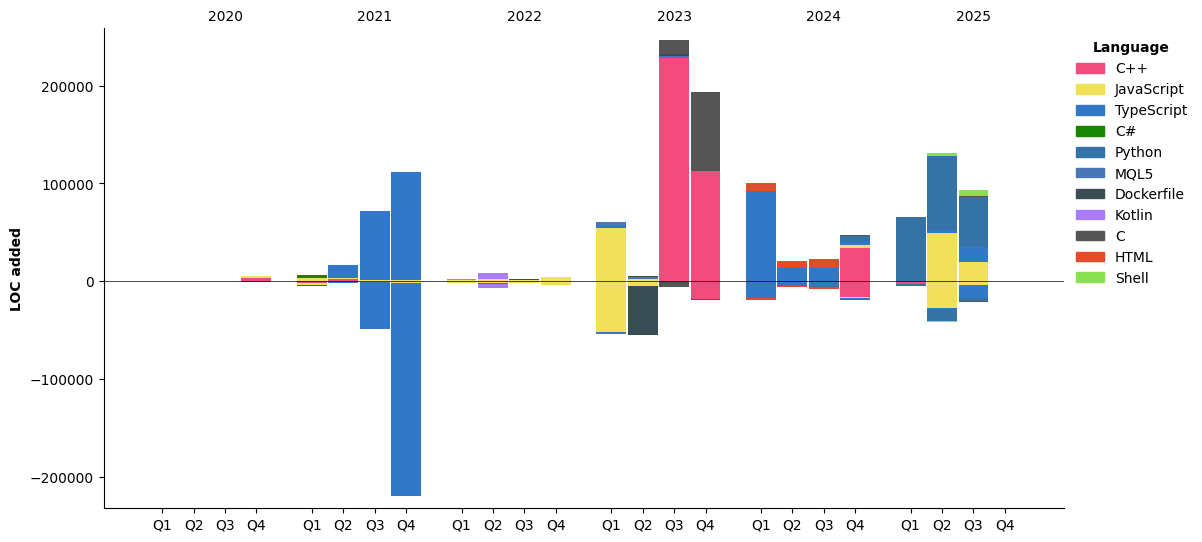 2020 2021 2022 2023 2024 2025
Language
C++
JavaScript
TypeScript
C#
Python
MQL5
Dockerfile
Kotlin
C
HTML
Shell
LOC added
200000
100000
0
−100000
−200000
Q1 Q2 Q3 Q4 Q1 Q2 Q3 Q4 Q1 Q2 Q3 Q4 Q1 Q2 Q3 Q4 Q1 Q2 Q3 Q4 Q1 Q2 Q3 Q4